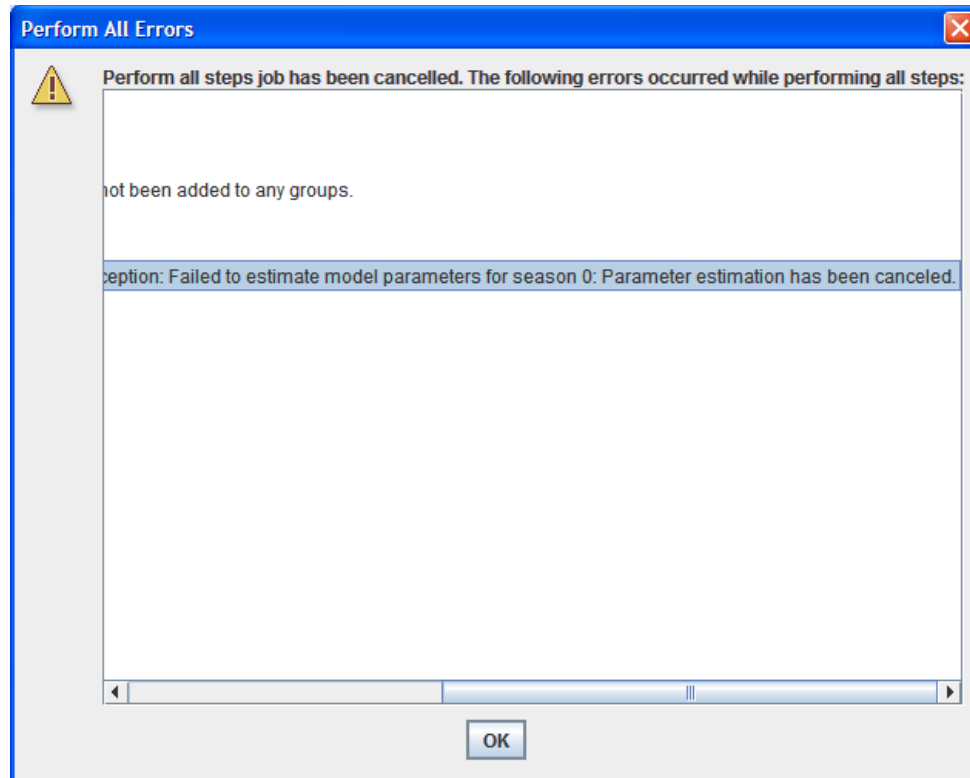 Perform All Errors
Perform all steps job has been cancelled. The following errors occurred while performing all steps:
not been added to any groups.
ception: Failed to estimate model parameters for season 0: Parameter estimation has been canceled.
OK